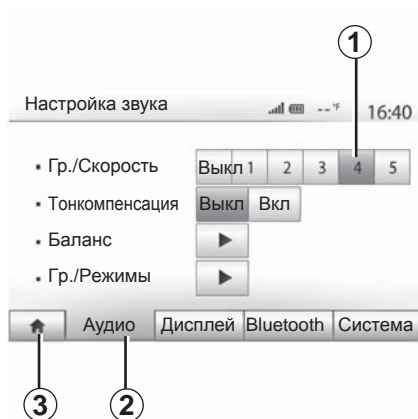 1
Настройка звука --°F 16:40
Гр./Скорость Выкл 1 2 3 4 5
Тонкомпенсация Выкл Вкл
Баланс
Гр./Режимы
Аудио Дисплей Bluetooth Система
3 2